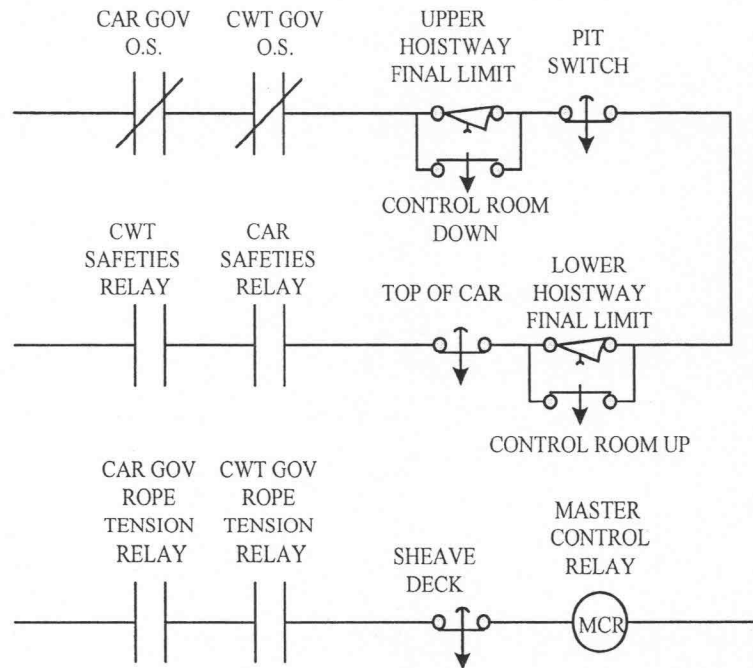 CAR GOV
O.S.
CWT GOV
O.S.
UPPER
HOISTWAY
FINAL LIMIT
PIT
SWITCH
CONTROL ROOM
DOWN
CWT
SAFETIES
RELAY
CAR
SAFETIES
RELAY
TOP OF CAR
LOWER
HOISTWAY
FINAL LIMIT
CONTROL ROOM UP
CAR GOV
ROPE
TENSION
RELAY
CWT GOV
ROPE
TENSION
RELAY
SHEAVE
DECK
MASTER
CONTROL
RELAY
MCR